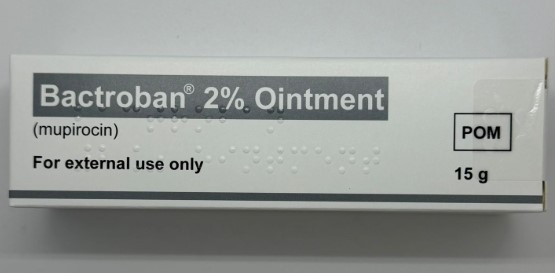 Bactroban® 2% Ointment
(mupirocin)
For external use only
POM
15 g